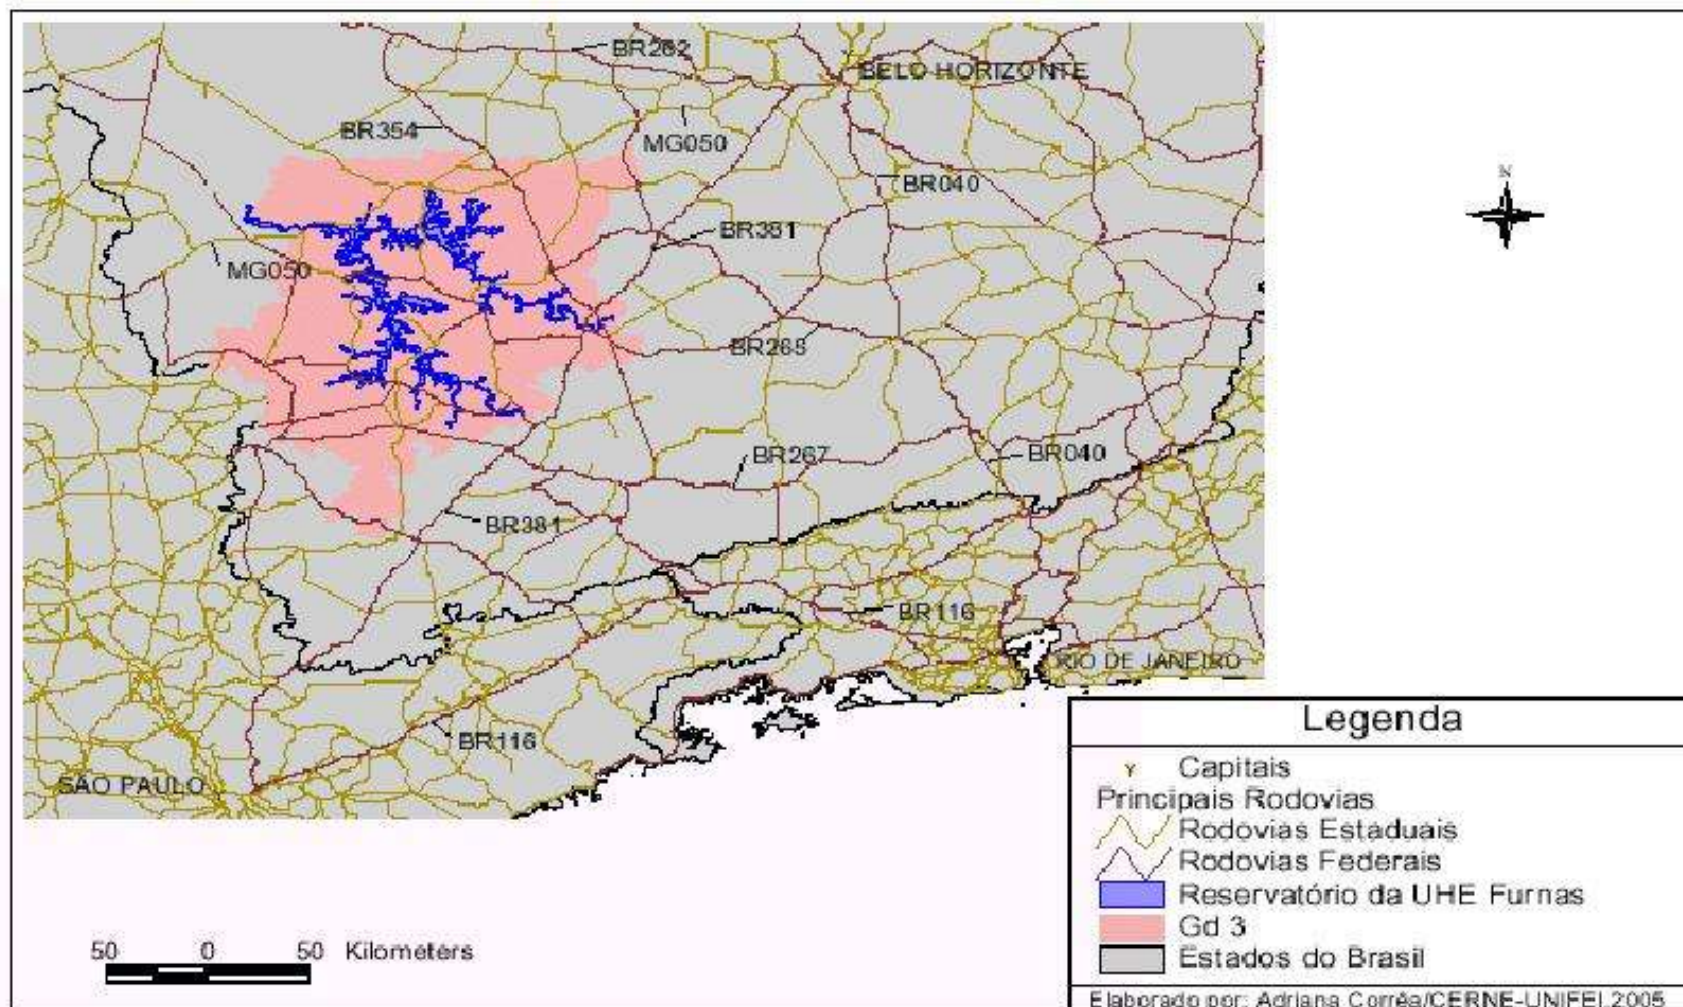 BR262
BELO HORIZONTE
BR354
MG050
BR040
BR381
MG050
BR265
BR267
BR040
BR381
BR116
RIO DE JANEIRO
BR116
SÃO PAULO
N
50 0 50 Kilometers
Legenda
Capitais
Principais Rodovias
Rodovias Estaduais
Rodovias Federais
Reservatório da UHE Furnas
Gd 3
Estados do Brasil
Elaborado por: Adriana Corrêa/CERNE-UNIFEI,2005